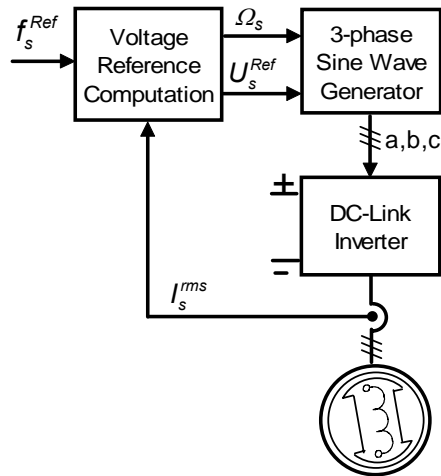 f_s^Ref
Voltage
Reference
Computation
Ω_s
U_s^Ref
3-phase
Sine Wave
Generator
a,b,c
+
DC-Link
Inverter
-
I_s^rms